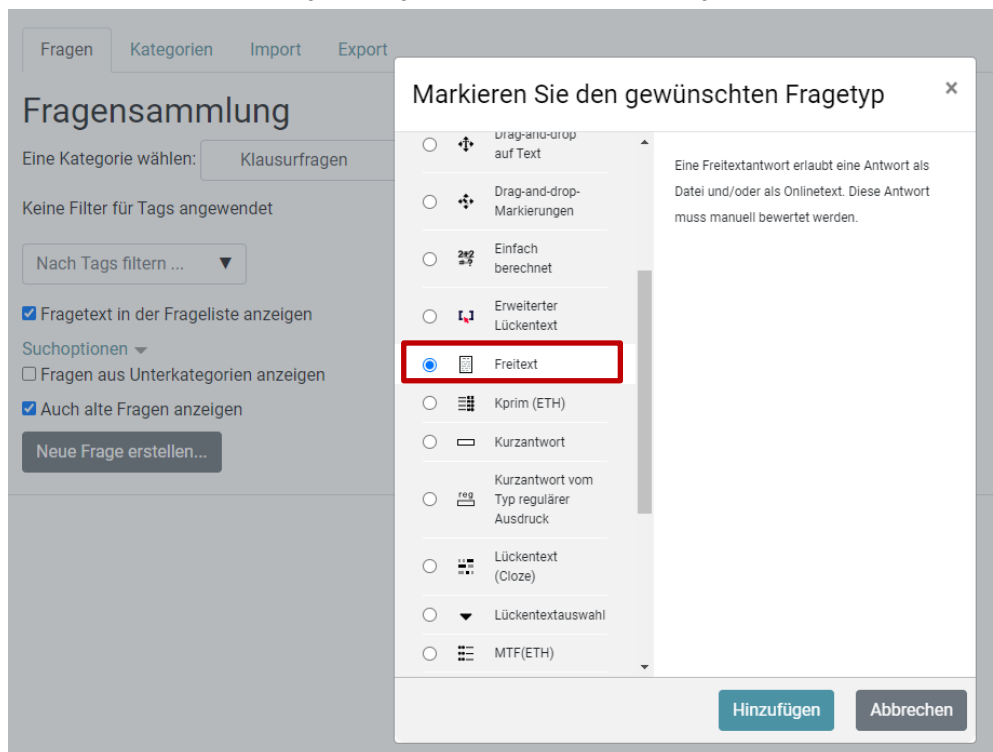 Fragen Kategorien Import Export
Fragensammlung
Eine Kategorie wählen: Klausurfragen
Keine Filter für Tags angewendet
Nach Tags filtern ... ▼
Fragetext in der Frageliste anzeigen
Suchoptionen
Fragen aus Unterkategorien anzeigen
Auch alte Fragen anzeigen
Neue Frage erstellen...
Markieren Sie den gewünschten Fragetyp ×
Drag-and-drop
auf Text
Drag-and-drop-
Markierungen
Einfach
berechnet
Erweiterter
Lückentext
Freitext
Kprim (ETH)
Kurzantwort
Kurzantwort vom
reg Typ regulärer
Ausdruck
Lückentext
(Cloze)
Lückentextauswahl
MTF(ETH)
Eine Freitextantwort erlaubt eine Antwort als
Datei und/oder als Onlinetext. Diese Antwort
muss manuell bewertet werden.
Hinzufügen Abbrechen